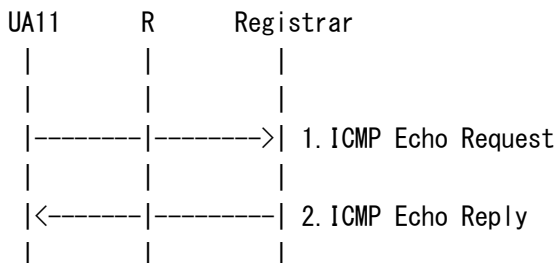 UA11 R Registrar
1.ICMP Echo Request
2.ICMP Echo Reply